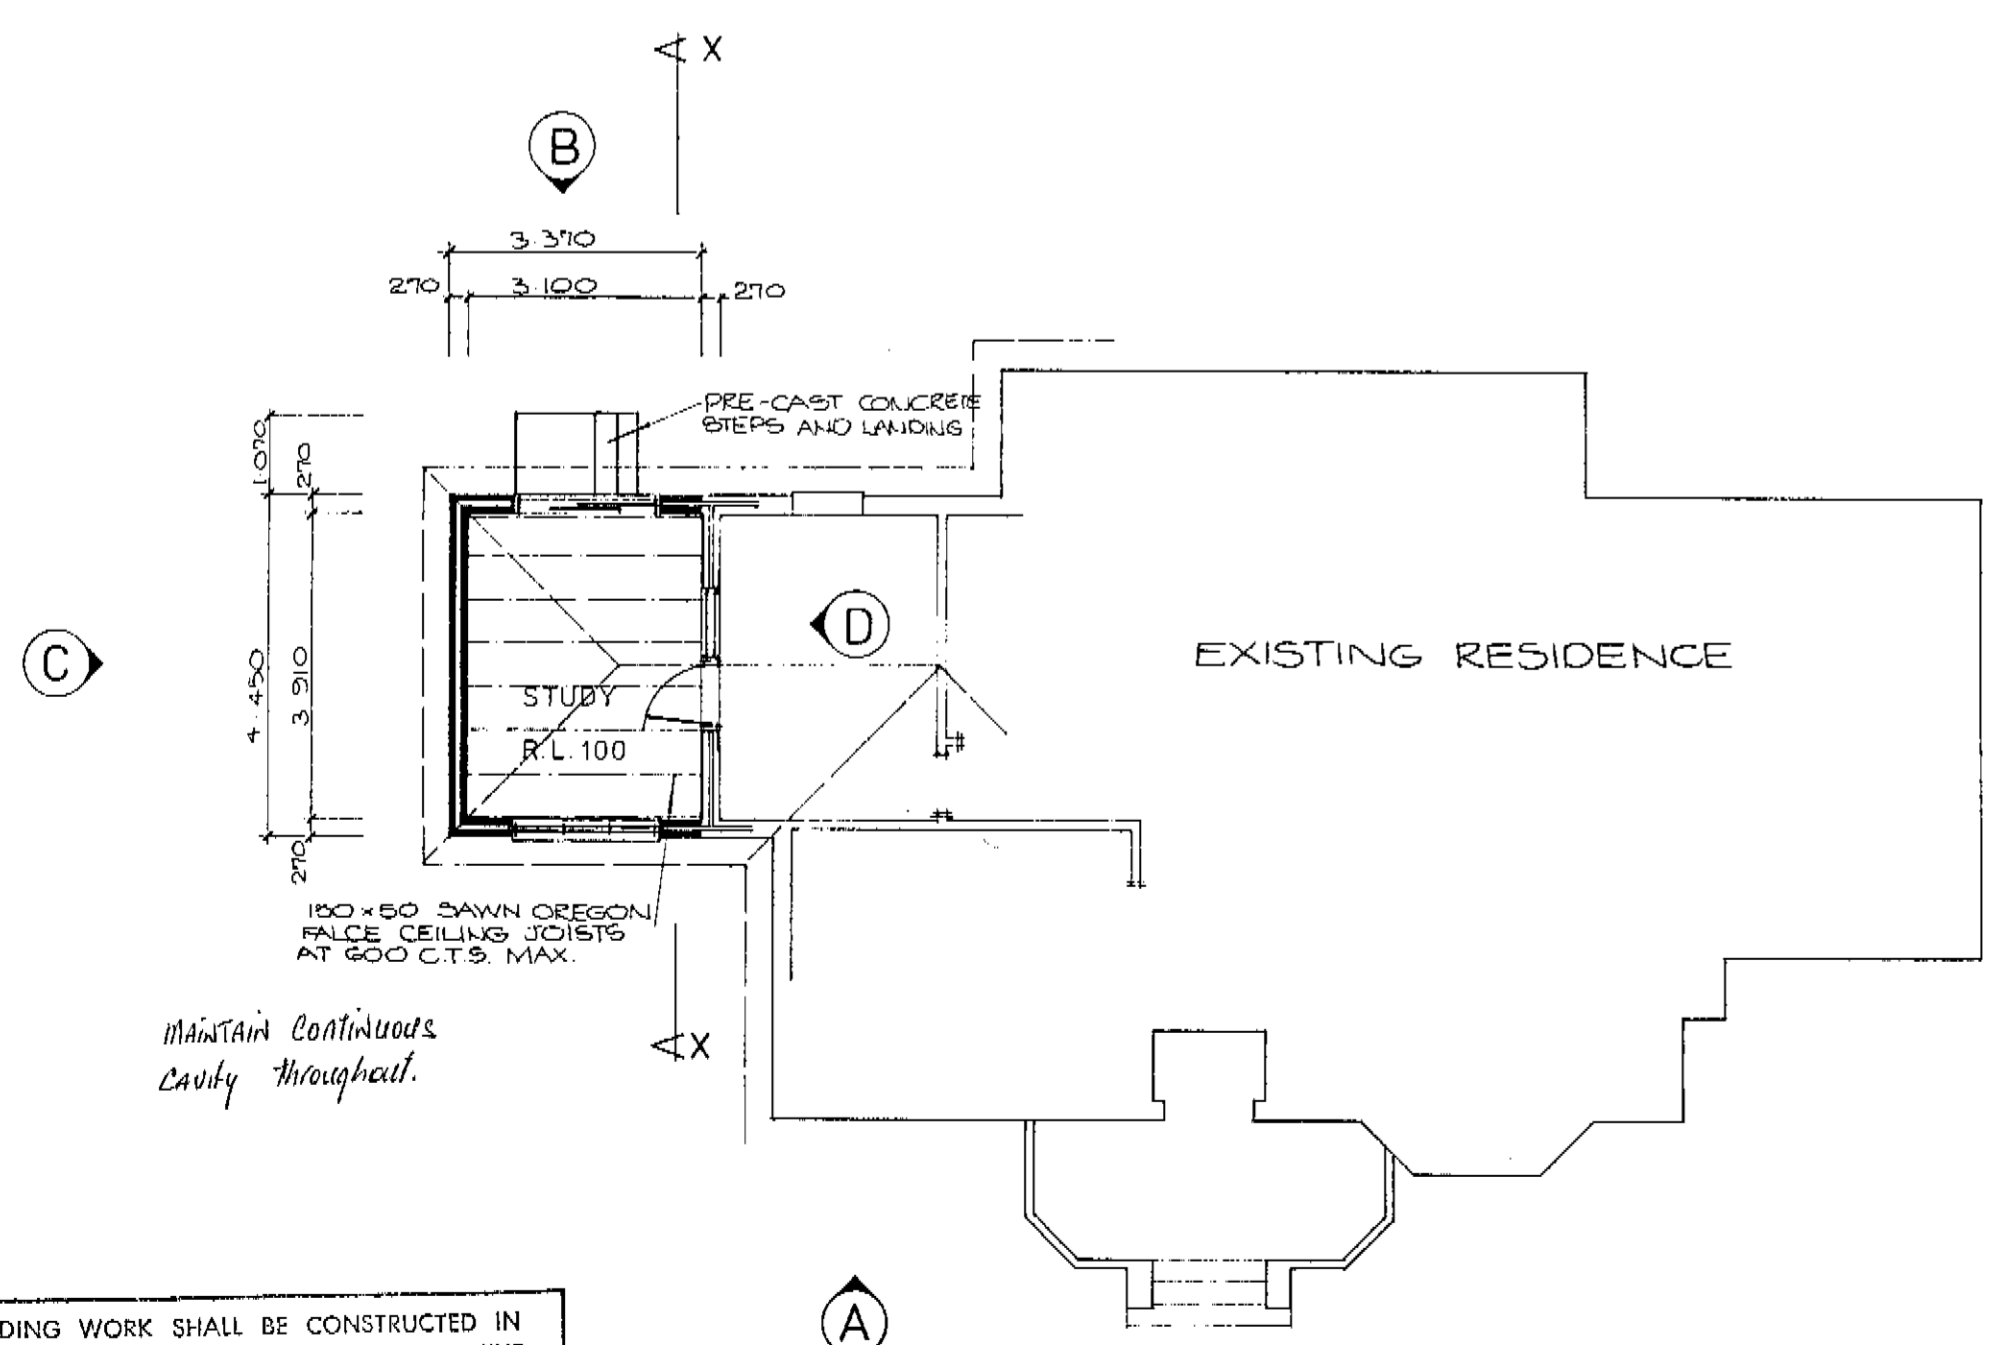 X
B
3.370
270 3.100 270
PRE-CAST CONCRETE
STEPS AND LANDING
1.070
270
C
4.450
3.910
D
EXISTING RESIDENCE
STUDY
R.L. 100
270
FALCE CEILING JOISTS
AT 600 C.T.S. MAX.
x 50 SAWN OREGON
MAINTAIN CONTINUOUS
CAVITY THROUGHOUT.
X
DING WORK SHALL BE CONSTRUCTED IN
A